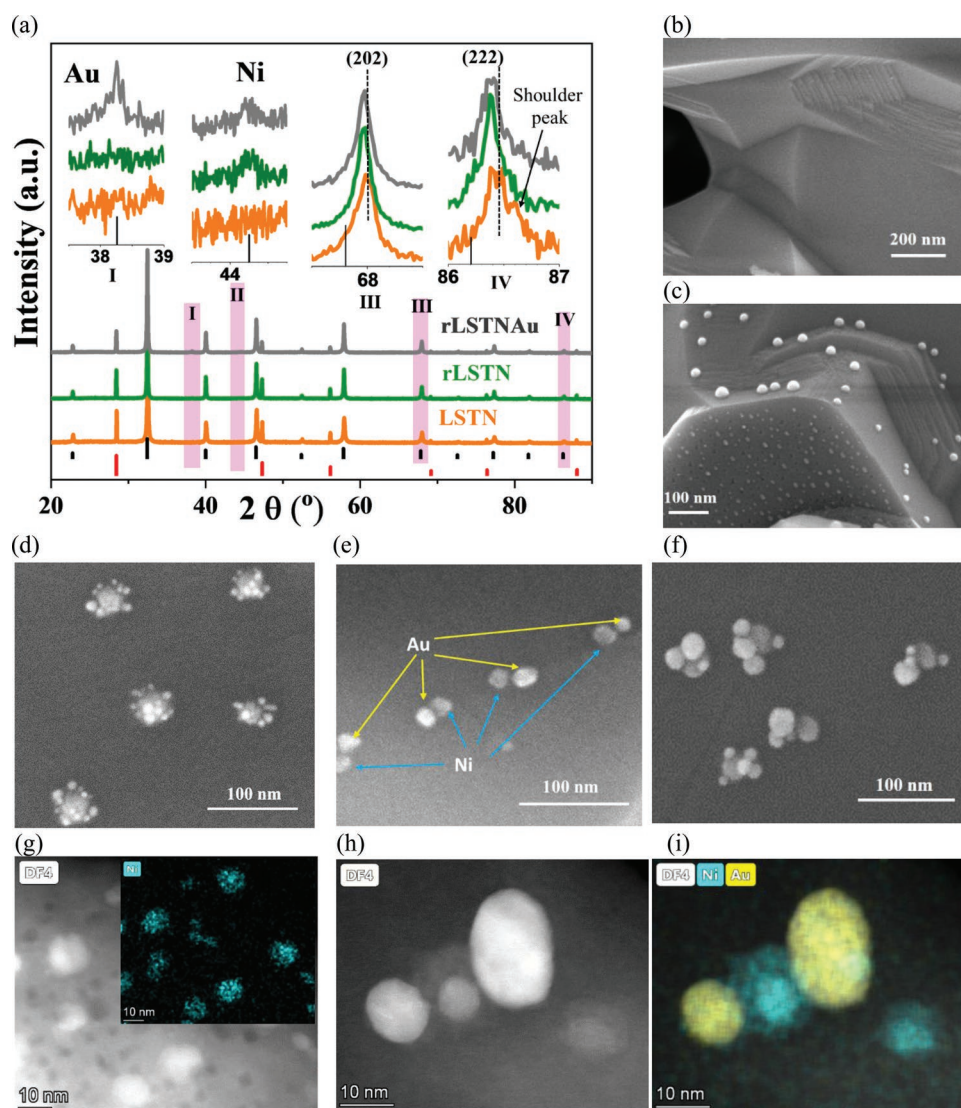 (a)
Au
Ni
(202)
(222)
Shoulder
peak
Intensity (a.u.)
38
39
44
68
86
87
I
II
III
IV
I
III
IV
rLSTNAu
rLSTN
LSTN
20
40
60
80
2 θ (º)
(b)
200 nm
(c)
100 nm
(d)
100 nm
(e)
Au
Ni
100 nm
(f)
100 nm
(g)
DF4
Ni
10 nm
10 nm
(h)
DF4
10 nm
(i)
DF4 Ni Au
10 nm